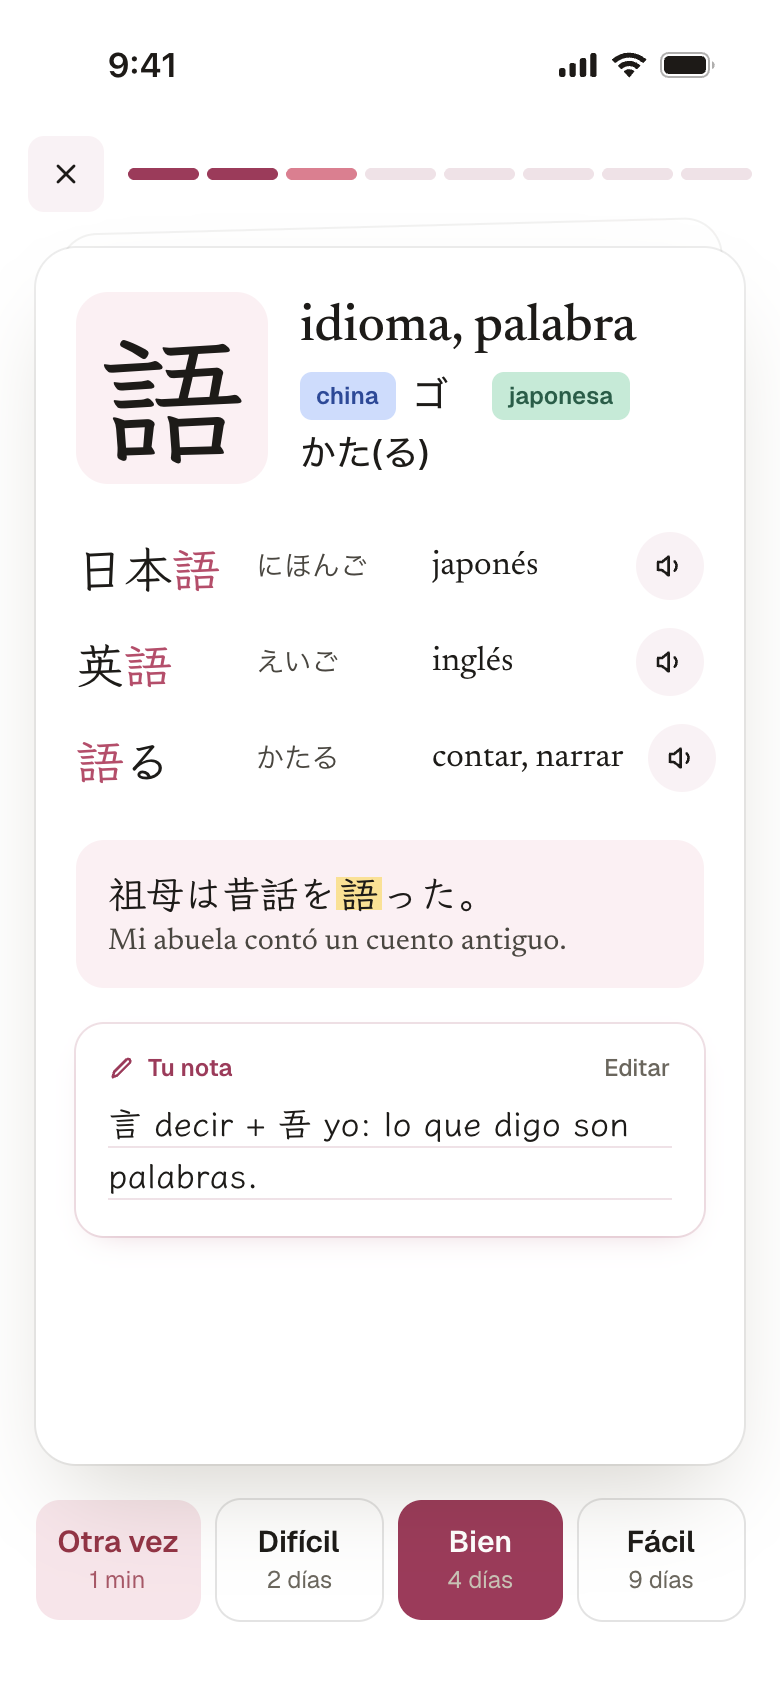 9:41
語
idioma, palabra
china ゴ japonesa
かた(る)
日本語 にほんご japonés
英語 えいご inglés
語る かたる contar, narrar
祖母は昔話を語った。
Mi abuela contó un cuento antiguo.
Tu nota Editar
言 decir + 吾 yo: lo que digo son
palabras.
Otra vez Difícil Bien Fácil
1 min 2 días 4 días 9 días